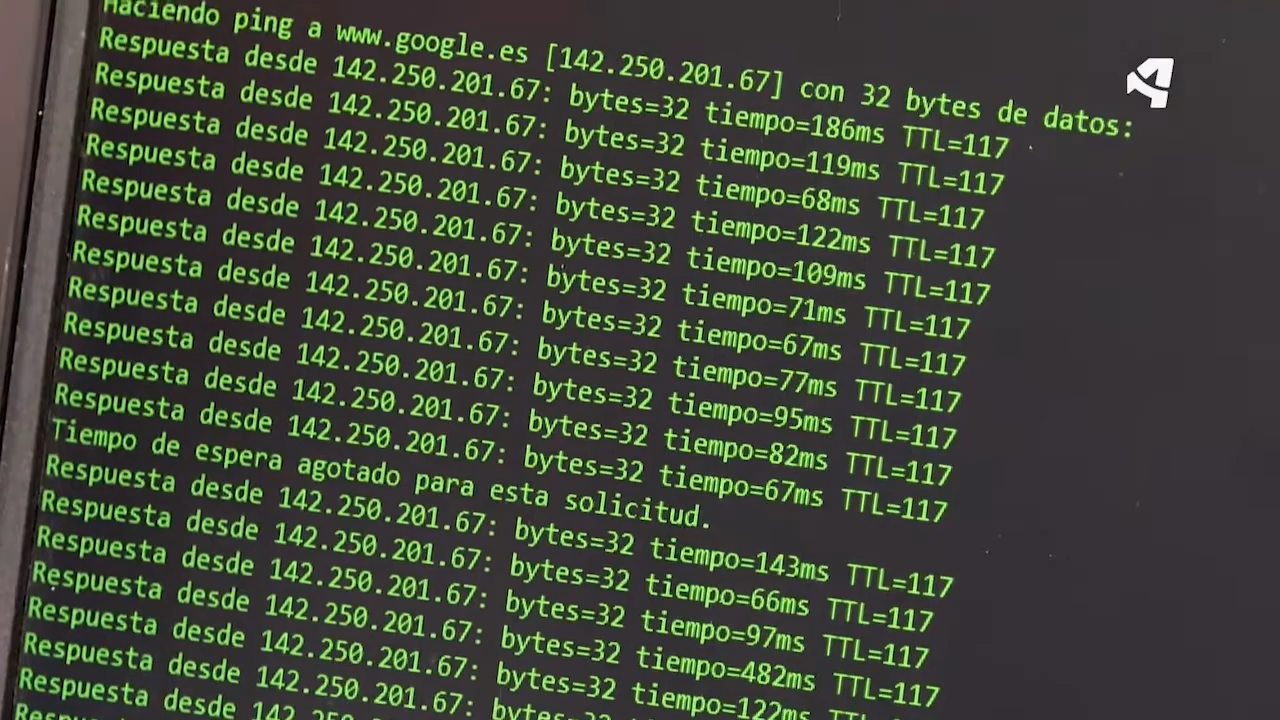 Haciendo ping a www.google.es [142.250.201.67] con 32 bytes de datos:
Respuesta desde 142.250.201.67: bytes=32 tiempo=186ms TTL=117
Respuesta desde 142.250.201.67: bytes=32 tiempo=119ms TTL=117
Respuesta desde 142.250.201.67: bytes=32 tiempo=68ms TTL=117
Respuesta desde 142.250.201.67: bytes=32 tiempo=122ms TTL=117
Respuesta desde 142.250.201.67: bytes=32 tiempo=109ms TTL=117
Respuesta desde 142.250.201.67: bytes=32 tiempo=71ms TTL=117
Respuesta desde 142.250.201.67: bytes=32 tiempo=67ms TTL=117
Respuesta desde 142.250.201.67: bytes=32 tiempo=77ms TTL=117
Respuesta desde 142.250.201.67: bytes=32 tiempo=95ms TTL=117
Respuesta desde 142.250.201.67: bytes=32 tiempo=82ms TTL=117
Respuesta desde 142.250.201.67: bytes=32 tiempo=67ms TTL=117
Tiempo de espera agotado para esta solicitud.
Respuesta desde 142.250.201.67: bytes=32 tiempo=143ms TTL=117
Respuesta desde 142.250.201.67: bytes=32 tiempo=66ms TTL=117
Respuesta desde 142.250.201.67: bytes=32 tiempo=97ms TTL=117
Respuesta desde 142.250.201.67: bytes=32 tiempo=482ms TTL=117
Respuesta desde 142.250.201.67: bytes=32 tiempo=122ms
Respuesta desde 142.250.201.67: bytes=32
Respuesta desde
Respuesta